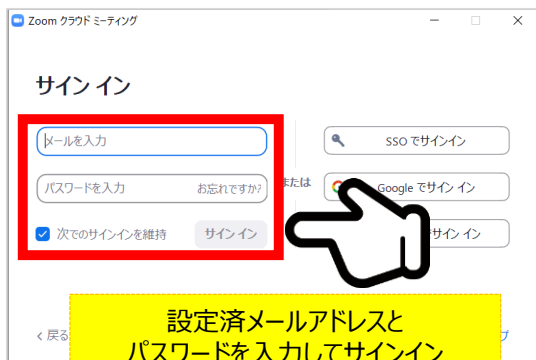 Zoom クラウド ミーティング
サイン イン
メールを入力
パスワードを入力 お忘れですか?
次でのサインインを維持 サイン イン
または
SSO でサインイン
Google でサイン イン
でサイン イン
< 戻る
設定済メールアドレスと
パスワードを入力してサインイン